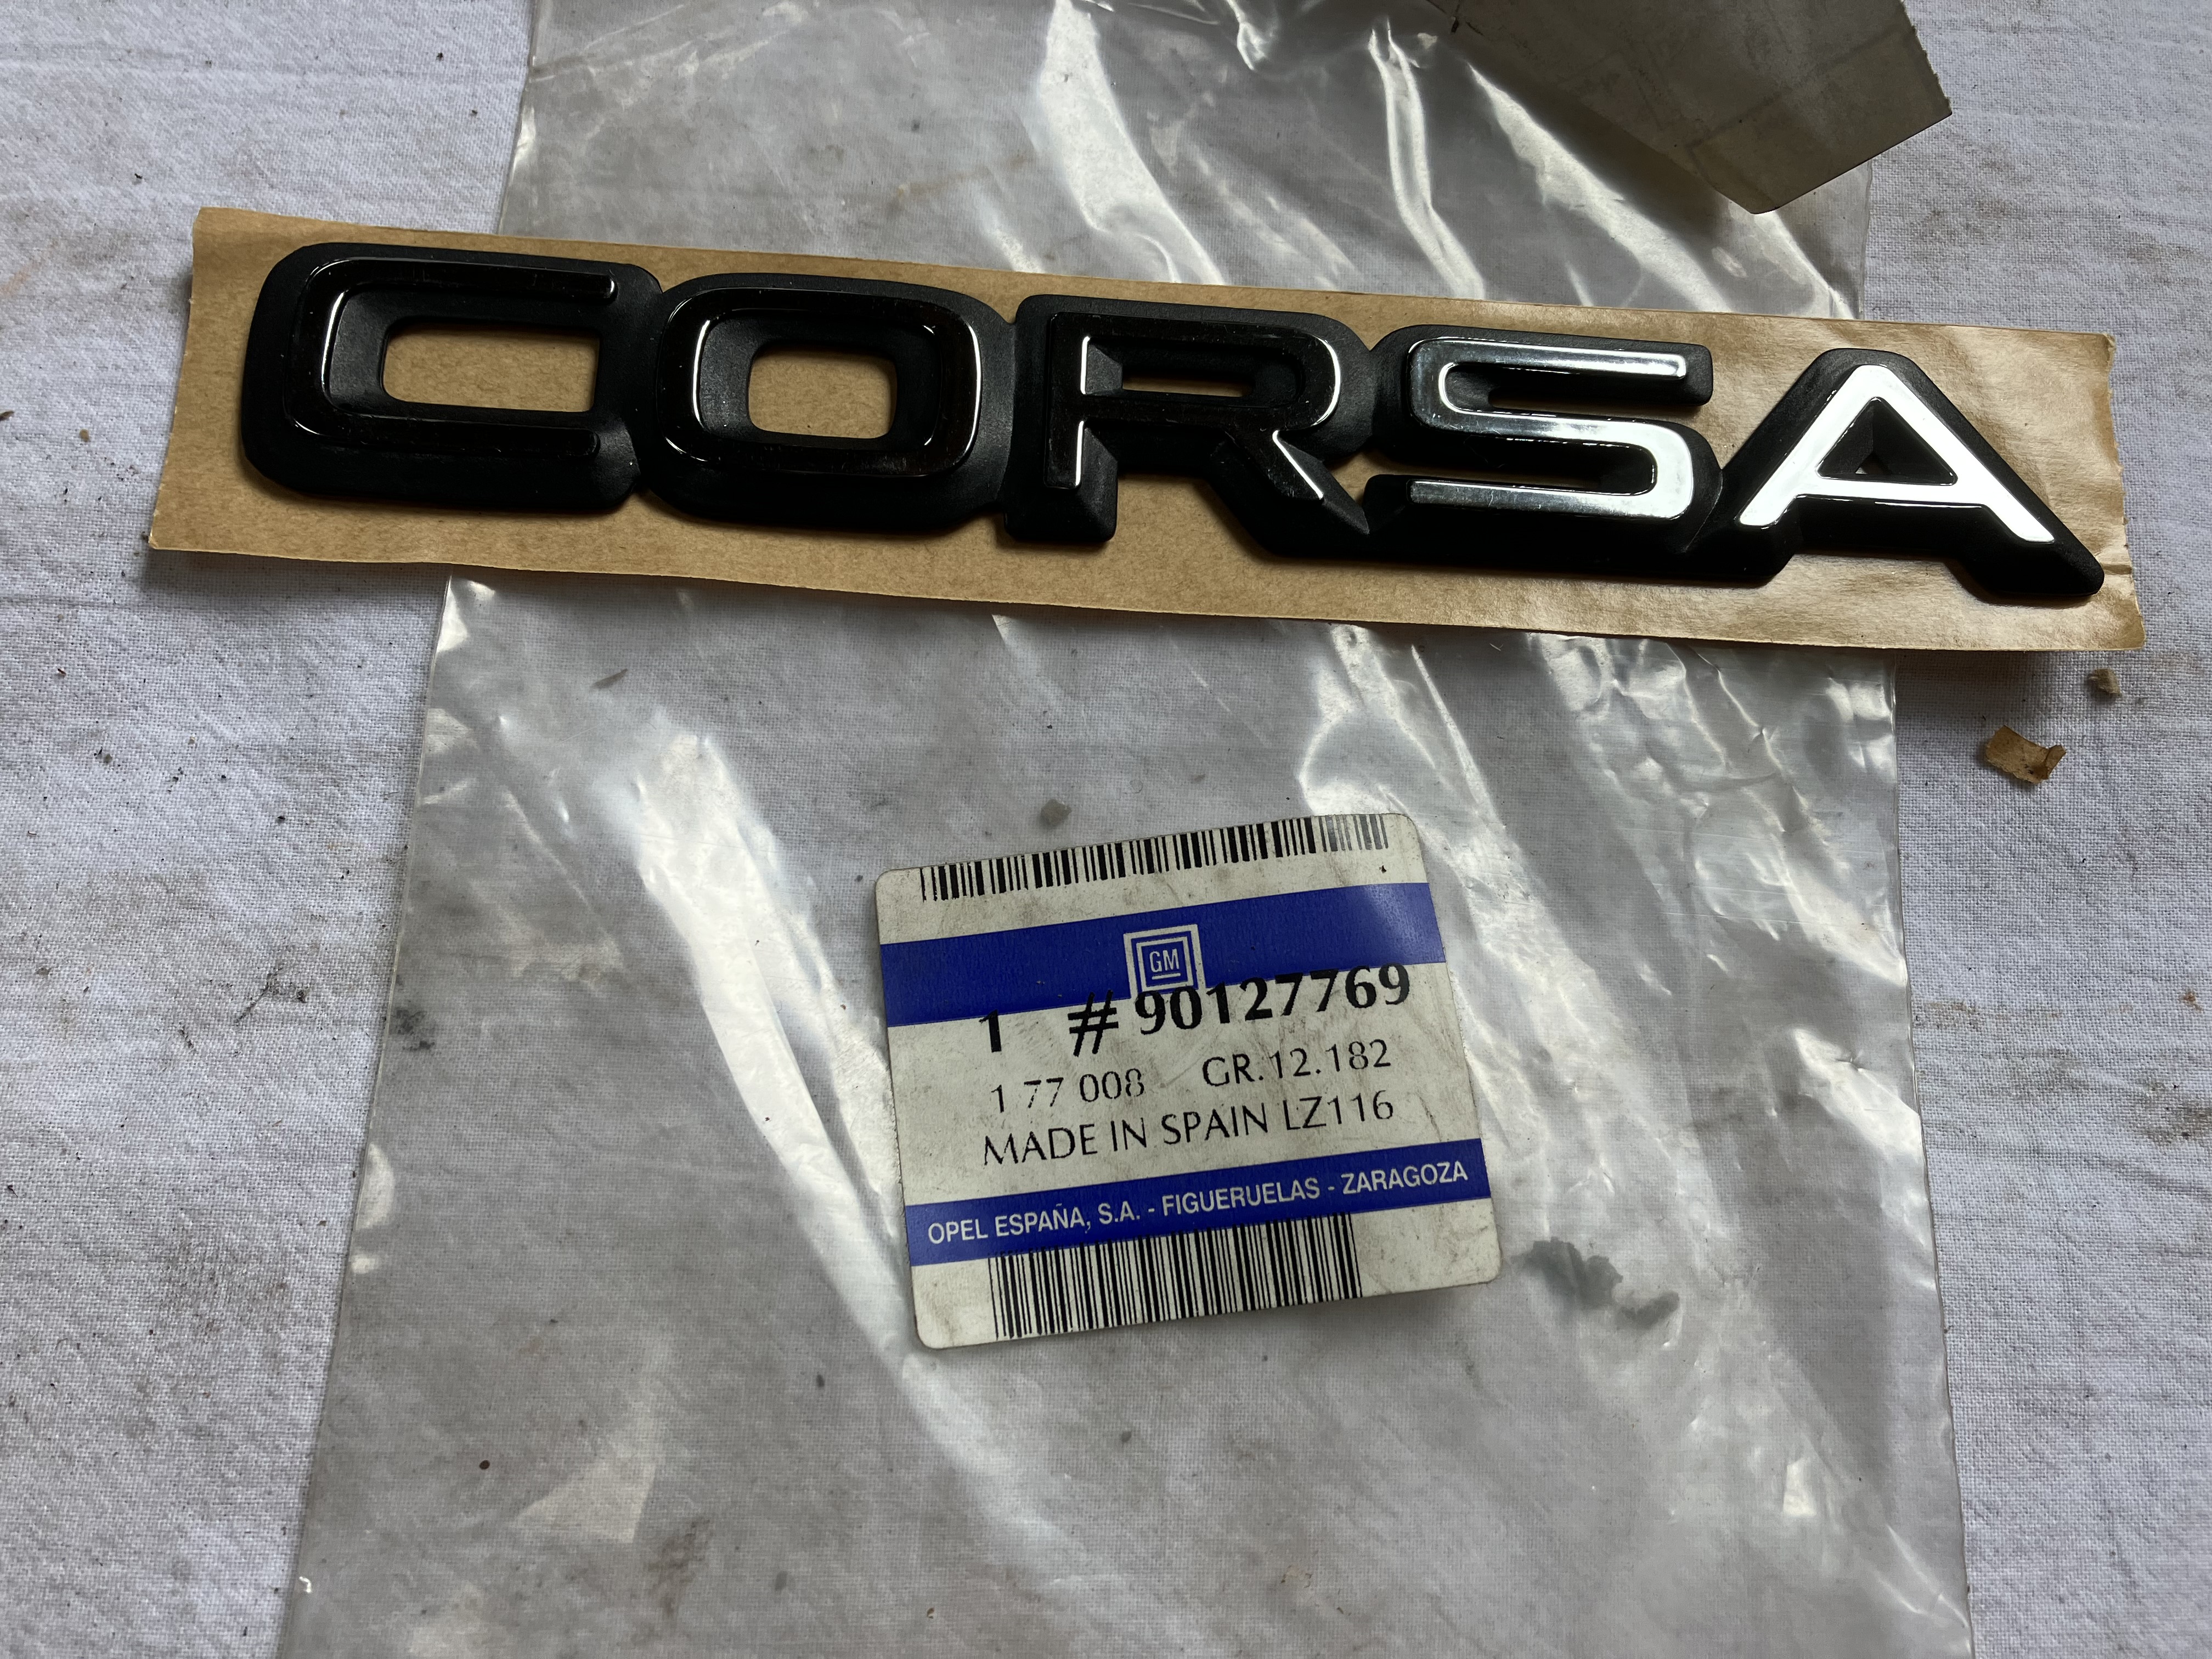 CORSA
GM
1 #90127769
1 77 008 GR.12.182
MADE IN SPAIN LZ116
OPEL ESPAÑA, S.A. - FIGUERUELAS - ZARAGOZA